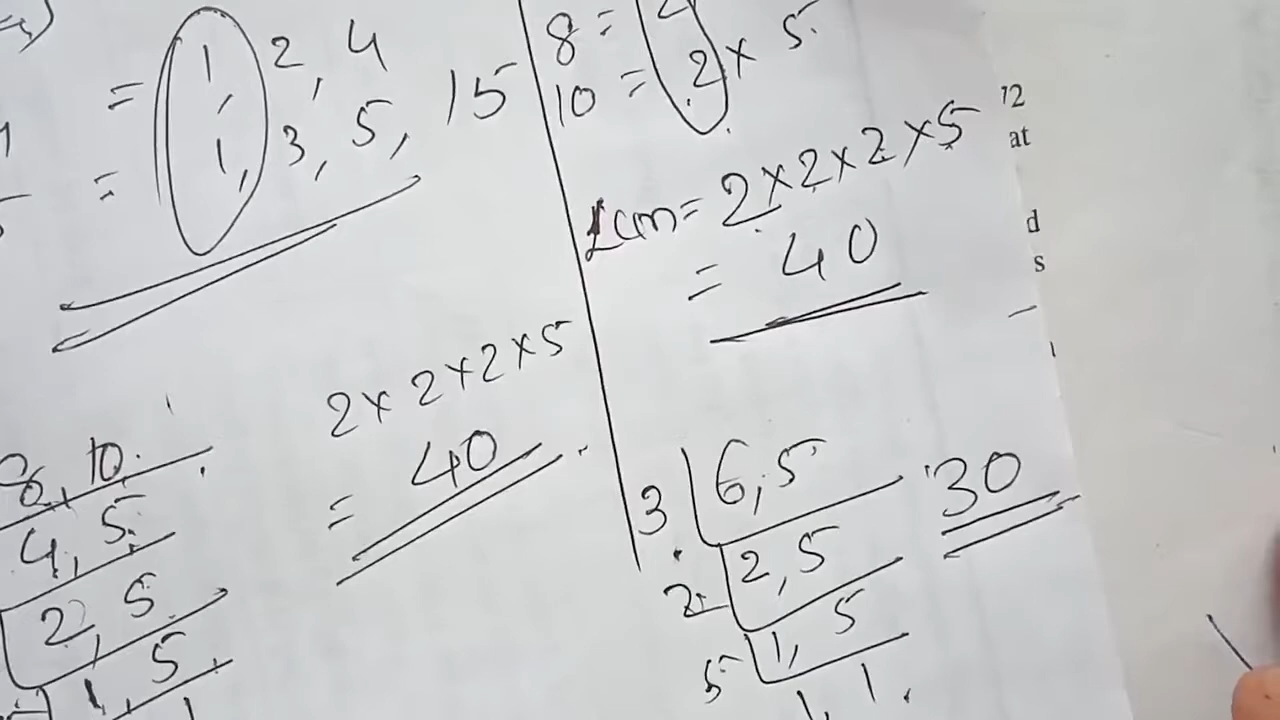 = 1, 2, 4
= 1, 3, 5, 15
8 =
10 = 2 × 5
Lcm = 2×2×2×5
= 40
2×2×2×5
= 40
8, 10
4, 5
2, 5
1, 5
3 6, 5 30
2 2, 5
5 1, 5
1, 1
12
at
d
s